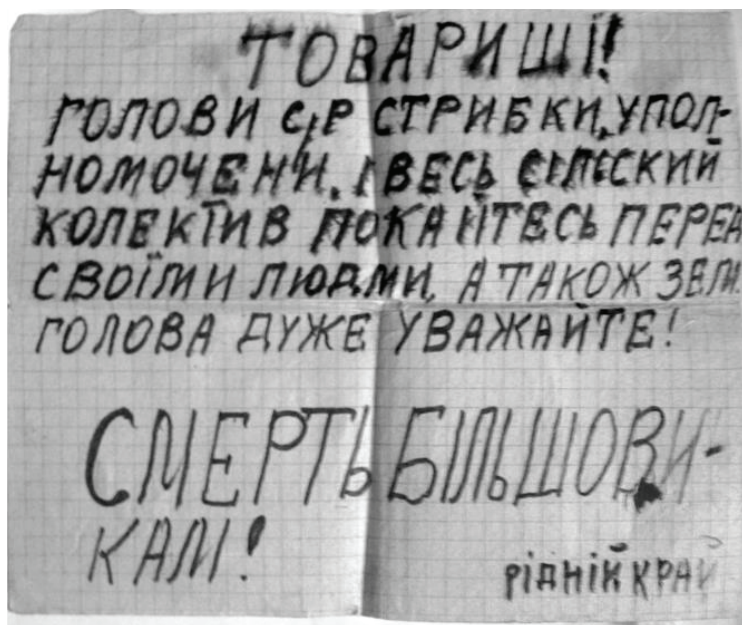 ТОВАРИШІ!
ГОЛОВИ С,Р СТРИБКИ, УПОЛ-
НОМОЧЕНИ, І ВЕСЬ СІЛЬСКИЙ
КОЛЕКТИВ ПОКАЙТЕСЬ ПЕРЕД
СВОЇМИ ЛЮДМИ, А ТАКОЖ ЗЕМ.
ГОЛОВА ДУЖЕ УВАЖАЙТЕ!
СМЕРТЬ БІЛЬШОВИ-
КАМ!
РІДНІЙ КРАЙ